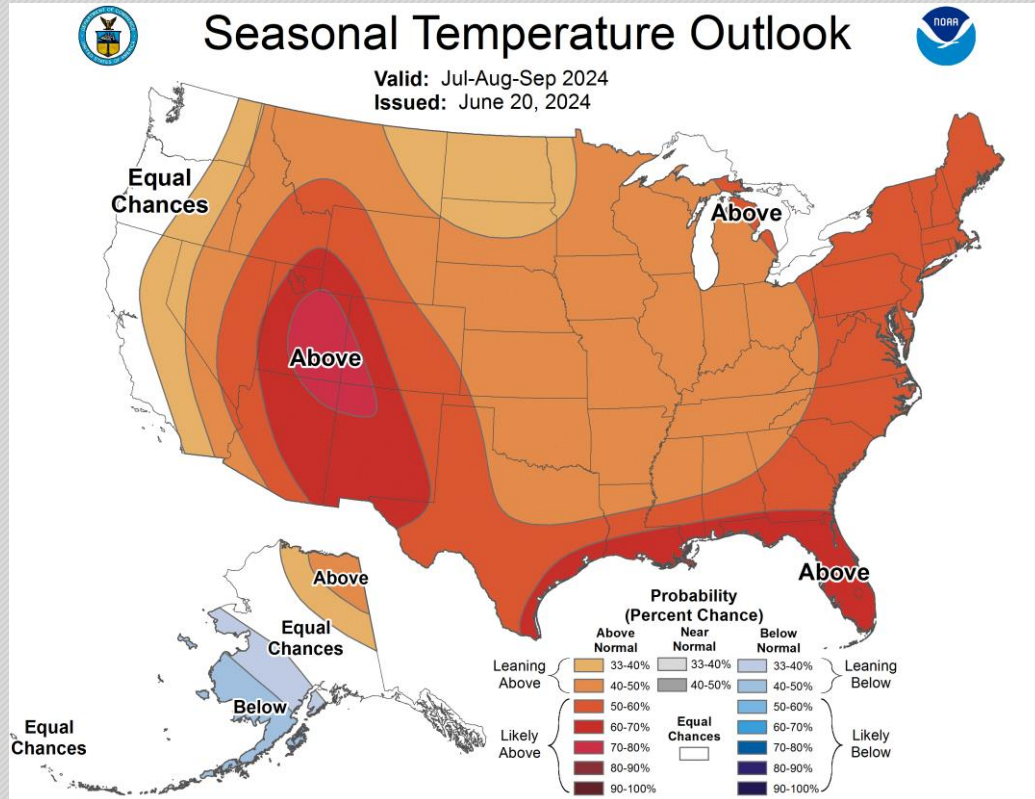 Seasonal Temperature Outlook
NOAA
Valid: Jul-Aug-Sep 2024
Issued: June 20, 2024
Equal
Chances
Above
Above
Above
Above
Equal
Chances
Below
Equal
Chances
Probability
(Percent Chance)
Above
Normal
Near
Normal
Below
Normal
Leaning
Above
33-40%
33-40%
33-40%
Leaning
Below
40-50%
40-50%
40-50%
Likely
Above
50-60%
Equal
Chances
50-60%
Likely
Below
60-70%
60-70%
70-80%
70-80%
80-90%
80-90%
90-100%
90-100%